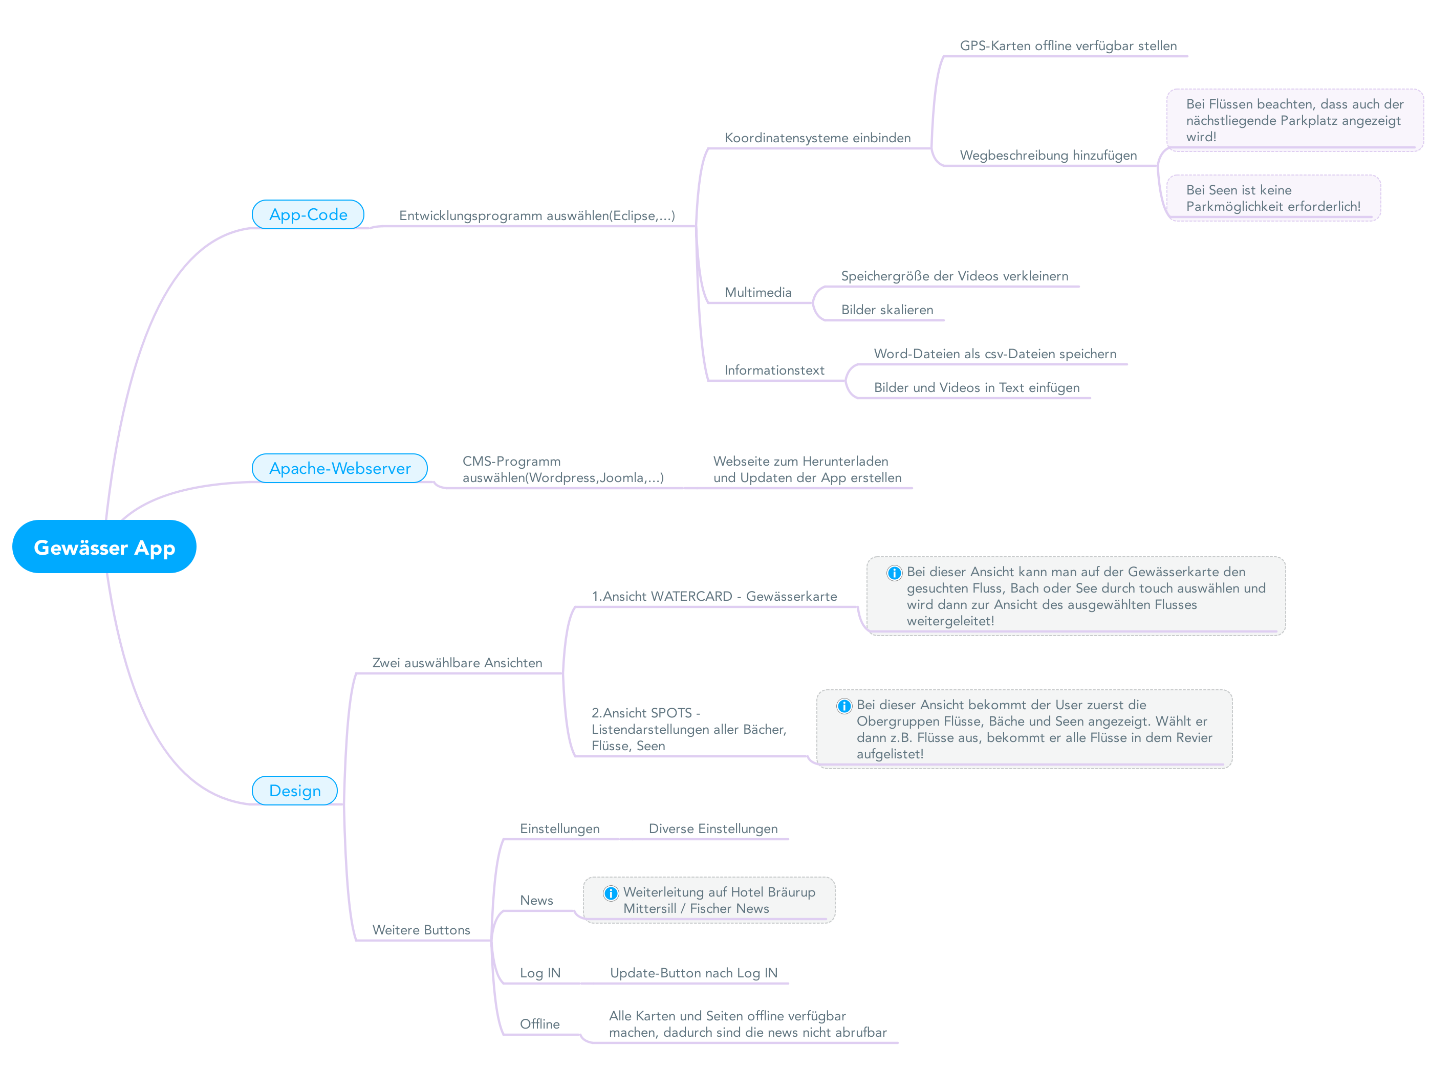 Gewässer App
App-Code
Entwicklungsprogramm auswählen(Eclipse,...)
Koordinatensysteme einbinden
GPS-Karten offline verfügbar stellen
Wegbeschreibung hinzufügen
Bei Flüssen beachten, dass auch der
nächstliegende Parkplatz angezeigt
wird!
Bei Seen ist keine
Parkmöglichkeit erforderlich!
Multimedia
Speichergröße der Videos verkleinern
Bilder skalieren
Informationstext
Word-Dateien als csv-Dateien speichern
Bilder und Videos in Text einfügen
Apache-Webserver
CMS-Programm
auswählen(Wordpress,Joomla,...)
Webseite zum Herunterladen
und Updaten der App erstellen
Design
Zwei auswählbare Ansichten
1.Ansicht WATERCARD - Gewässerkarte
Bei dieser Ansicht kann man auf der Gewässerkarte den
gesuchten Fluss, Bach oder See durch touch auswählen und
wird dann zur Ansicht des ausgewählten Flusses
weitergeleitet!
2.Ansicht SPOTS -
Listendarstellungen aller Bächer,
Flüsse, Seen
Bei dieser Ansicht bekommt der User zuerst die
Obergruppen Flüsse, Bäche und Seen angezeigt. Wählt er
dann z.B. Flüsse aus, bekommt er alle Flüsse in dem Revier
aufgelistet!
Weitere Buttons
Einstellungen
Diverse Einstellungen
News
Weiterleitung auf Hotel Bräurup
Mittersill / Fischer News
Log IN
Update-Button nach Log IN
Offline
Alle Karten und Seiten offline verfügbar
machen, dadurch sind die news nicht abrufbar